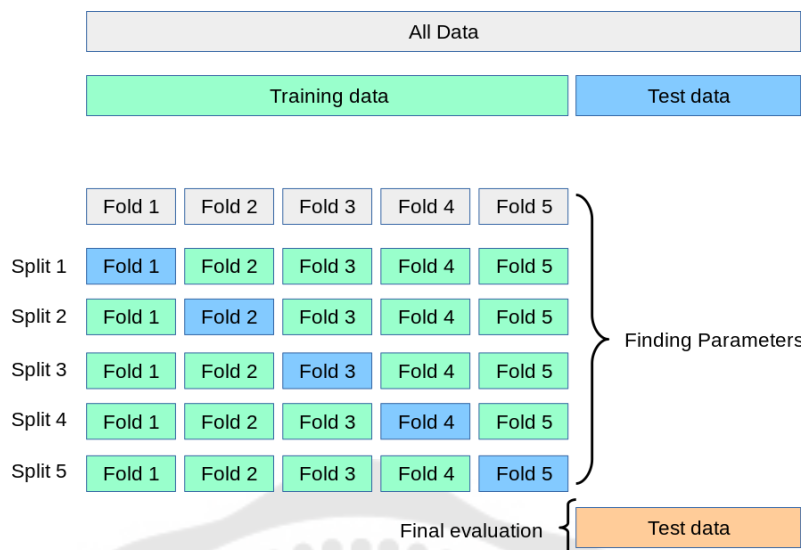 All Data
Training data Test data
Fold 1 Fold 2 Fold 3 Fold 4 Fold 5
Split 1 Fold 1 Fold 2 Fold 3 Fold 4 Fold 5
Split 2 Fold 1 Fold 2 Fold 3 Fold 4 Fold 5
Finding Parameters
Split 3 Fold 1 Fold 2 Fold 3 Fold 4 Fold 5
Split 4 Fold 1 Fold 2 Fold 3 Fold 4 Fold 5
Split 5 Fold 1 Fold 2 Fold 3 Fold 4 Fold 5
Final evaluation Test data